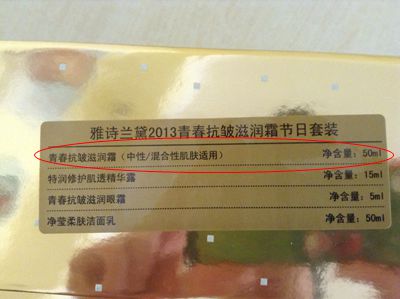 雅诗兰黛2013青春抗皱滋润霜节日套装
青春抗皱滋润霜（中性/混合性肌肤适用） 净含量：50ml
特润修护肌透精华露 净含量：15ml
青春抗皱滋润眼霜 净含量：5ml
净莹柔肤洁面乳 净含量：50ml